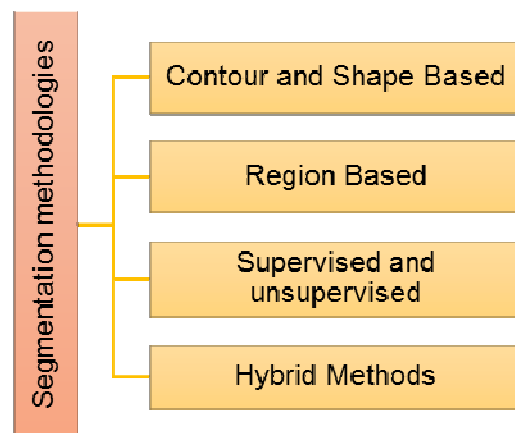 Segmentation methodologies
Contour and Shape Based
Region Based
Supervised and
unsupervised
Hybrid Methods